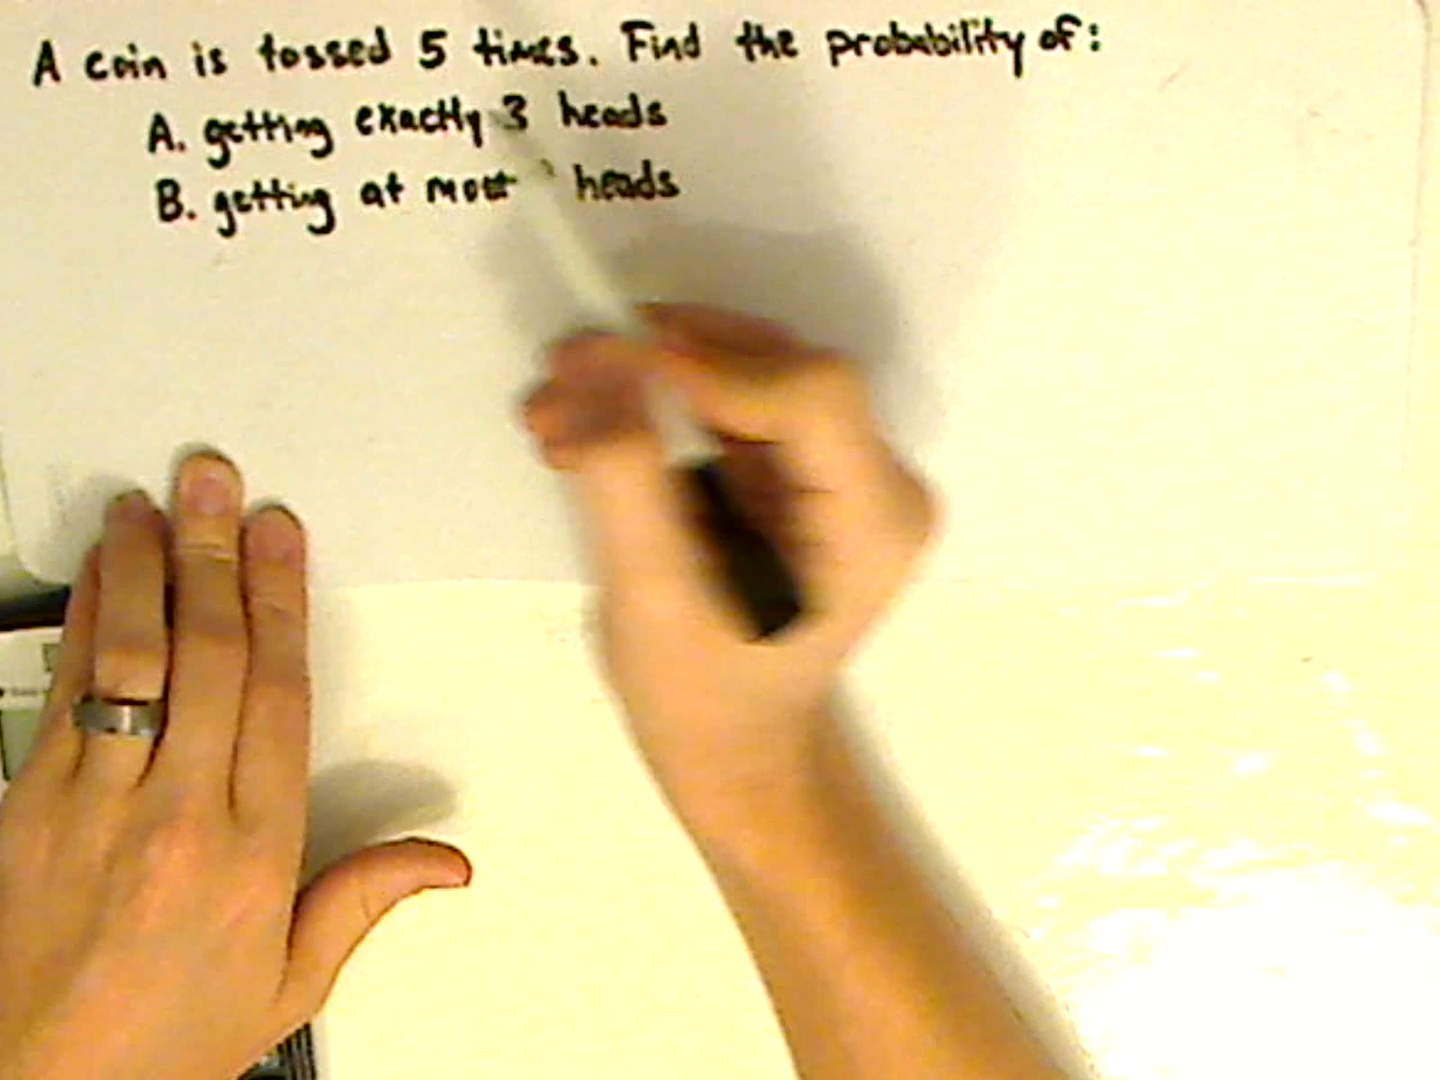 A coin is tossed 5 times. Find the probability of:
A. getting exactly 3 heads
B. getting at most heads